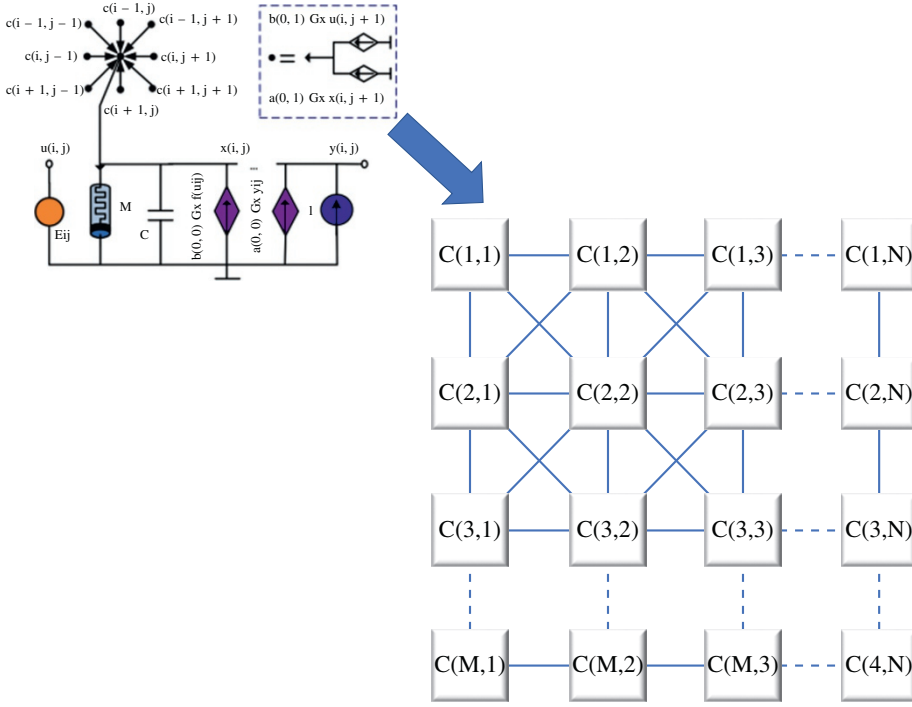 c(i − 1, j)
c(i − 1, j − 1)
c(i − 1, j + 1)
c(i, j − 1)
c(i, j + 1)
c(i + 1, j − 1)
c(i + 1, j + 1)
c(i + 1, j)
b(0, 1) Gx u(i, j + 1)
=
a(0, 1) Gx x(i, j + 1)
u(i, j)
x(i, j)
y(i, j)
Eij
M
C
b(0, 0) Gx f(uij)
a(0, 0) Gx yij
1
C(1,1) C(1,2) C(1,3) C(1,N)
C(2,1) C(2,2) C(2,3) C(2,N)
C(3,1) C(3,2) C(3,3) C(3,N)
C(M,1) C(M,2) C(M,3) C(4,N)